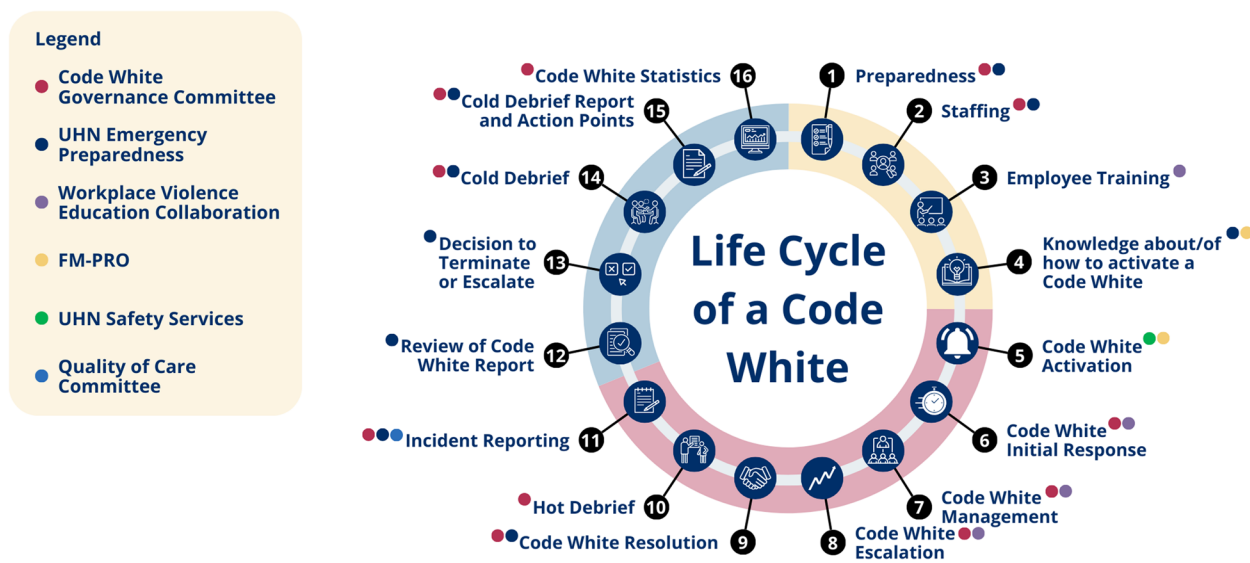 Legend
Code White
Governance Committee
UHN Emergency
Preparedness
Workplace Violence
Education Collaboration
FM-PRO
UHN Safety Services
Quality of Care
Committee
Life Cycle
of a Code
White
1 Preparedness
2 Staffing
3 Employee Training
4 Knowledge about/of
how to activate a
Code White
5 Code White
Activation
6 Code White
Initial Response
7 Code White
Management
8 Code White
Escalation
9 Code White Resolution
10 Hot Debrief
11 Incident Reporting
12 Review of Code
White Report
13 Decision to
Terminate
or Escalate
14 Cold Debrief
15 Cold Debrief Report
and Action Points
16 Code White Statistics